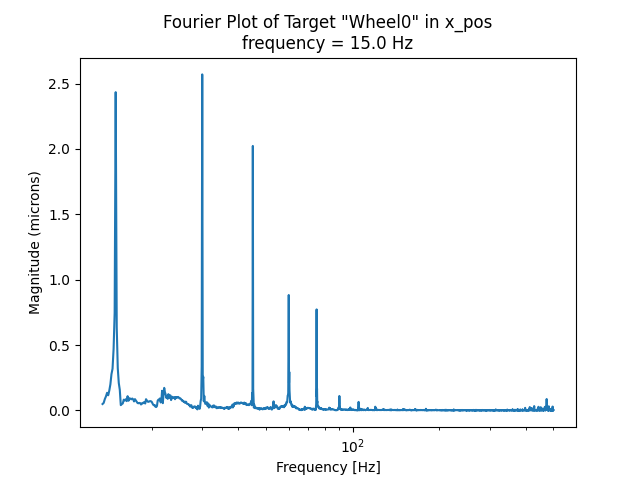 Fourier Plot of Target "Wheel0" in x_pos
frequency = 15.0 Hz
2.5
2.0
1.5
1.0
0.5
0.0
Magnitude (microns)
10²
Frequency [Hz]